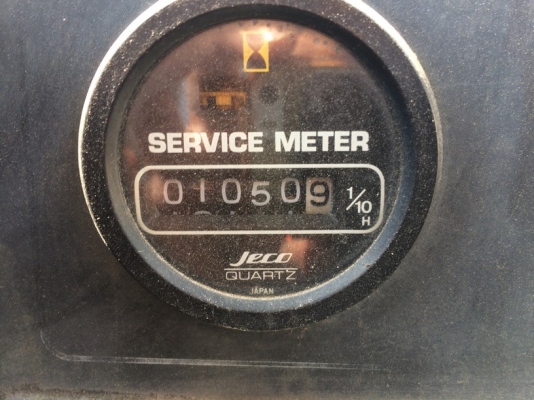 SERVICE METER
010509 1/10 H
Jeco
QUARTZ
JAPAN